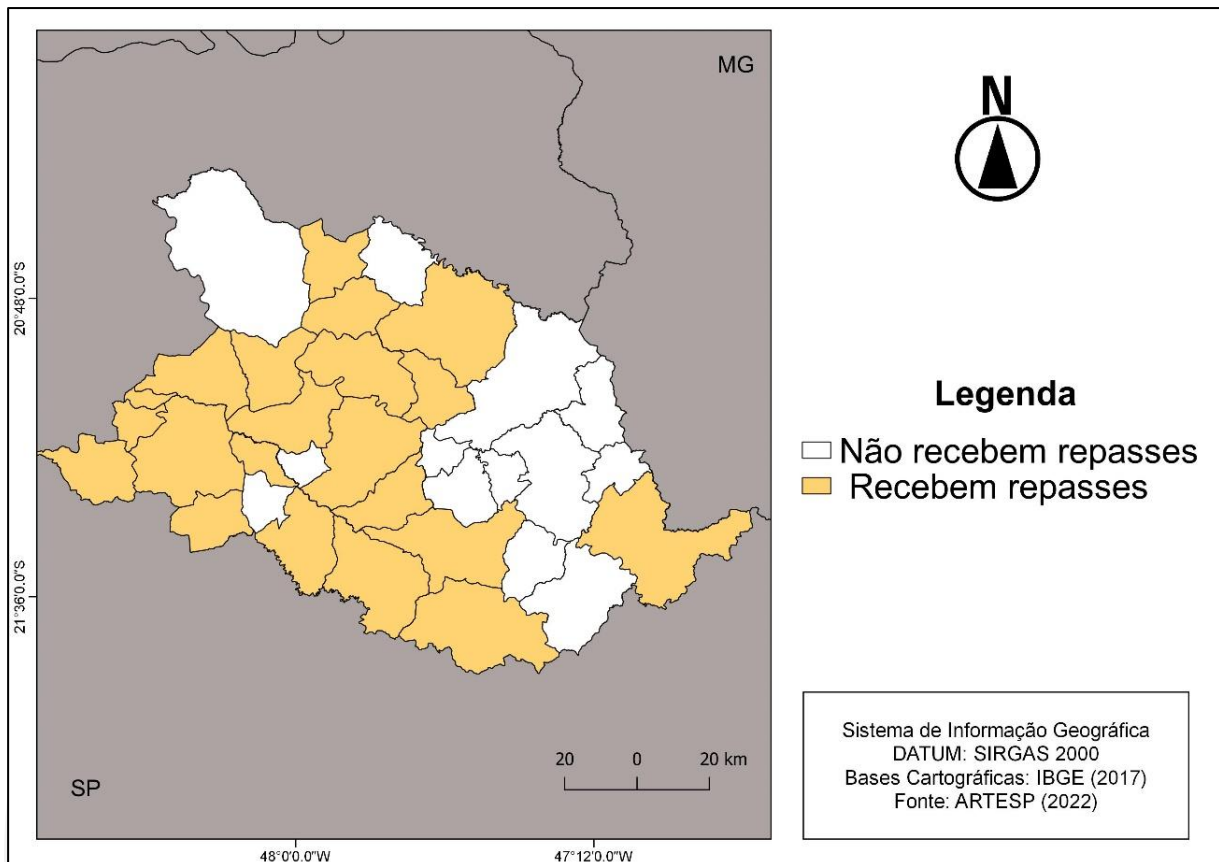 MG
N
20°48'0.0"S
21°36'0.0"S
Legenda
Não recebem repasses
Recebem repasses
SP
20 0 20 km
48°0'0.0"W
47°12'0.0"W
Sistema de Informação Geográfica
DATUM: SIRGAS 2000
Bases Cartográficas: IBGE (2017)
Fonte: ARTESP (2022)